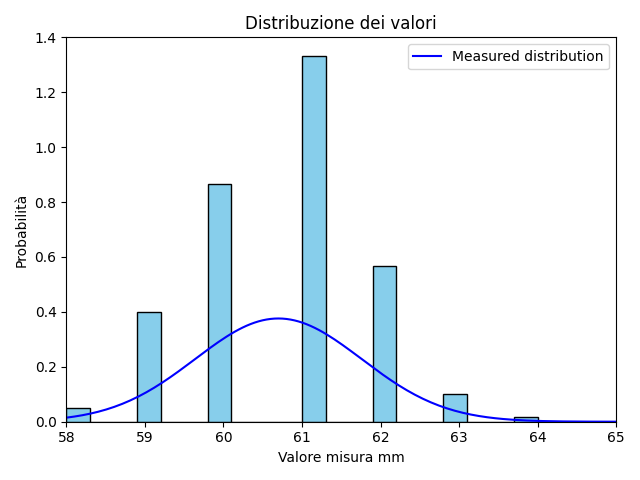 Distribuzione dei valori
Measured distribution
Probabilità
1.4
1.2
1.0
0.8
0.6
0.4
0.2
0.0
58 59 60 61 62 63 64 65
Valore misura mm